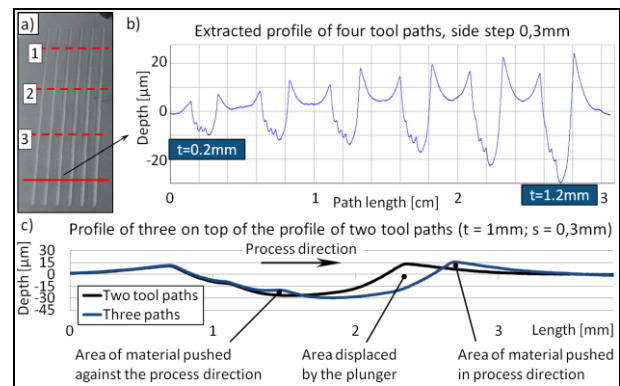 a)
1
2
3
b)
Extracted profile of four tool paths, side step 0,3mm
Depth [µm]
20
0
-20
t=0.2mm
t=1.2mm
0
1
2
3
Path length [cm]
c)
Profile of three on top of the profile of two tool paths (t = 1mm; s = 0,3mm)
Depth [µm]
30
15
0
-15
-30
-45
Process direction
Two tool paths
Three paths
0
1
2
3
Length [mm]
Area of material pushed
against the process direction
Area displaced
by the plunger
Area of material pushed
in process direction